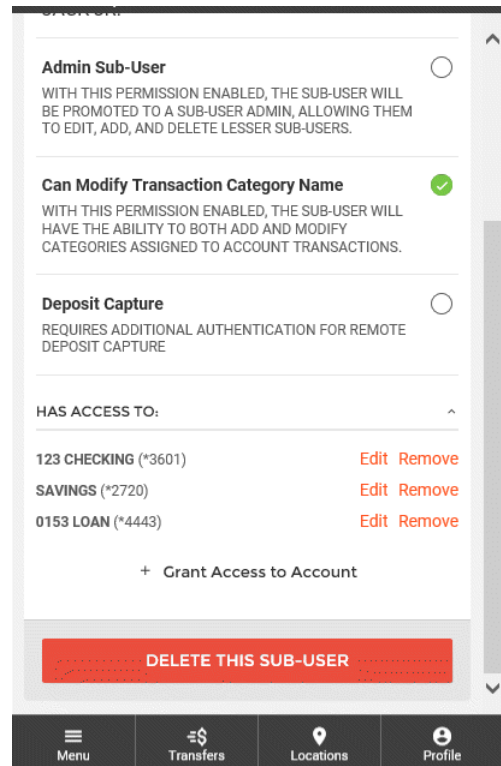 Admin Sub-User
WITH THIS PERMISSION ENABLED, THE SUB-USER WILL
BE PROMOTED TO A SUB-USER ADMIN, ALLOWING THEM
TO EDIT, ADD, AND DELETE LESSER SUB-USERS.
Can Modify Transaction Category Name
WITH THIS PERMISSION ENABLED, THE SUB-USER WILL
HAVE THE ABILITY TO BOTH ADD AND MODIFY
CATEGORIES ASSIGNED TO ACCOUNT TRANSACTIONS.
Deposit Capture
REQUIRES ADDITIONAL AUTHENTICATION FOR REMOTE
DEPOSIT CAPTURE
HAS ACCESS TO:
123 CHECKING (*3601) Edit Remove
SAVINGS (*2720) Edit Remove
0153 LOAN (*4443) Edit Remove
+ Grant Access to Account
DELETE THIS SUB-USER
Menu Transfers Locations Profile